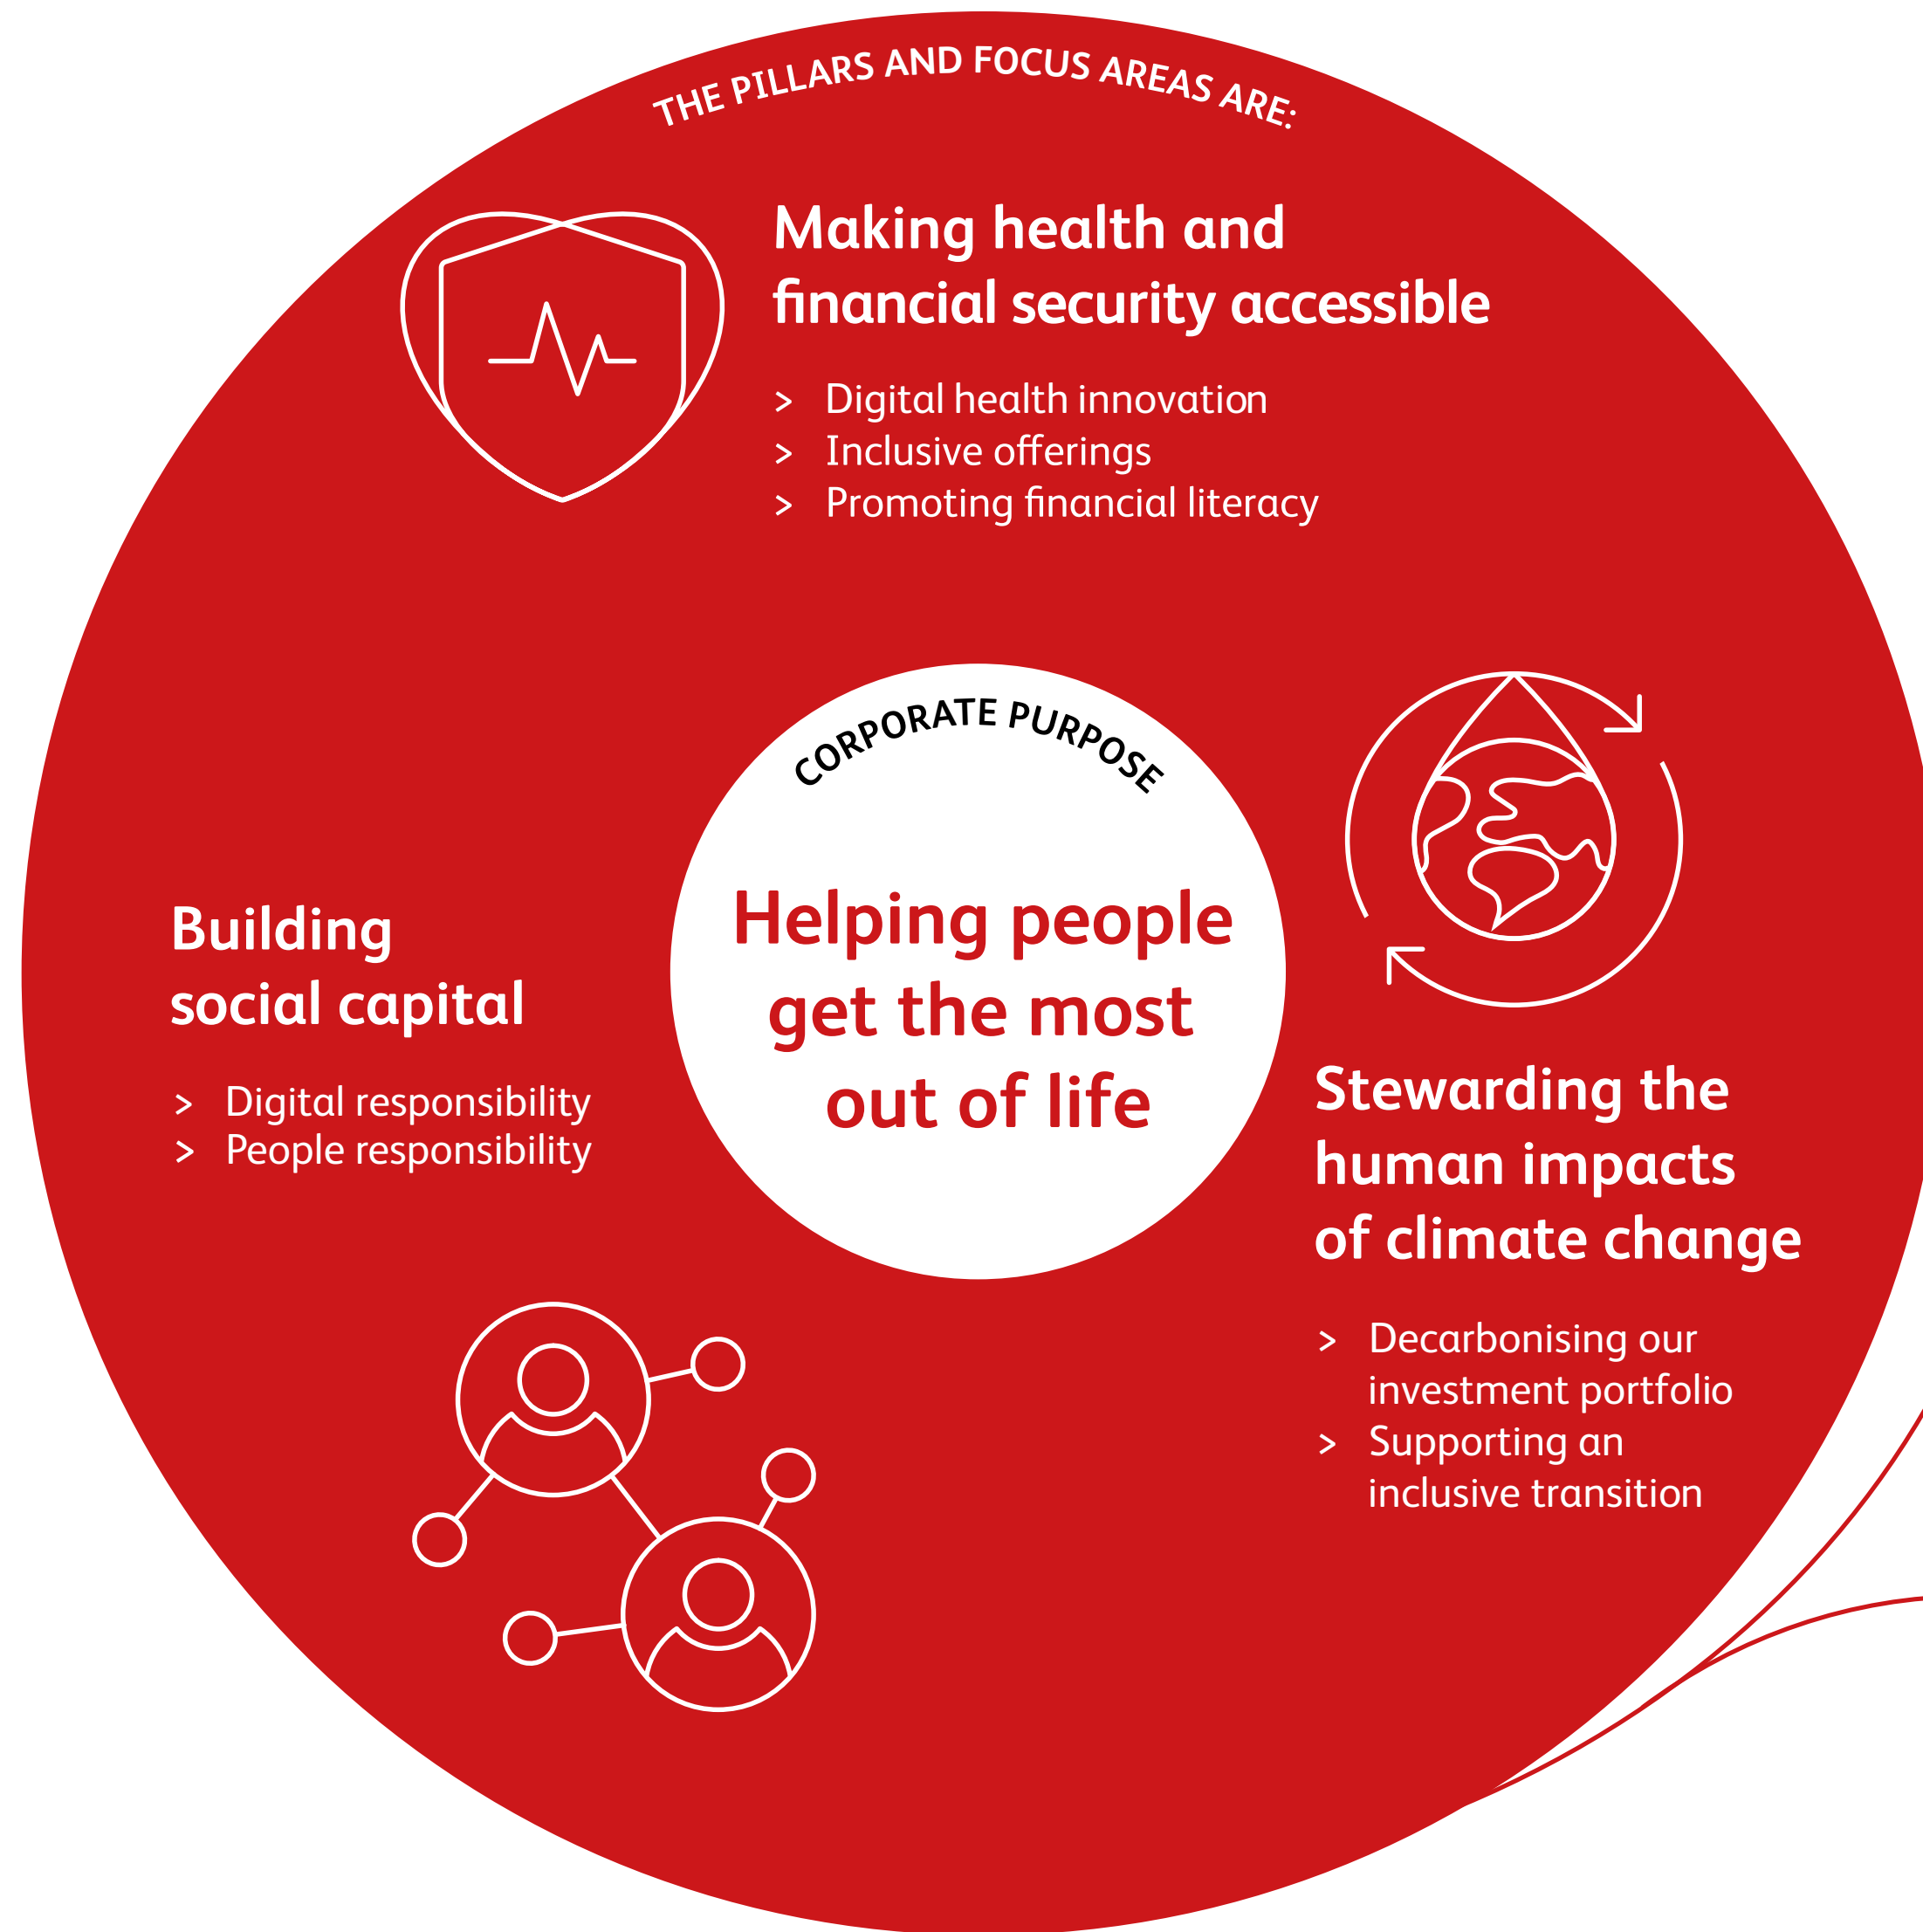 THE PILLARS AND FOCUS AREAS ARE:
Making health and
financial security accessible
> Digital health innovation
> Inclusive offerings
> Promoting financial literacy
CORPORATE PURPOSE
Helping people
get the most
out of life
Building
social capital
> Digital responsibility
> People responsibility
Stewarding the
human impacts
of climate change
> Decarbonising our
investment portfolio
> Supporting an
inclusive transition